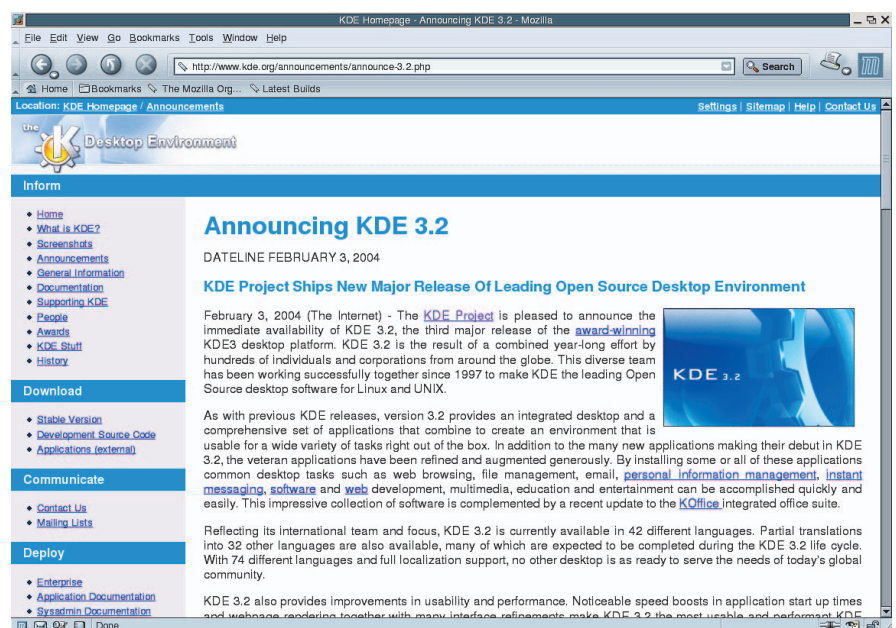 KDE Homepage - Announcing KDE 3.2 - Mozilla
File Edit View Go Bookmarks Tools Window Help
http://www.kde.org/announcements/announce-3.2.php
Search
Home Bookmarks The Mozilla Org... Latest Builds
Location: KDE Homepage / Announcements
Settings | Sitemap | Help | Contact Us
the
K Desktop Environment
Inform
Home
What is KDE?
Screenshots
Announcements
General Information
Documentation
Supporting KDE
People
Awards
KDE Stuff
History
Download
Stable Version
Development Source Code
Applications (external)
Communicate
Contact Us
Mailing Lists
Deploy
Enterprise
Application Documentation
Sysadmin Documentation
Announcing KDE 3.2
DATELINE FEBRUARY 3, 2004
KDE Project Ships New Major Release Of Leading Open Source Desktop Environment
February 3, 2004 (The Internet) - The KDE Project is pleased to announce the
immediate availability of KDE 3.2, the third major release of the award-winning
KDE3 desktop platform. KDE 3.2 is the result of a combined year-long effort by
hundreds of individuals and corporations from around the globe. This diverse team
has been working successfully together since 1997 to make KDE the leading Open
Source desktop software for Linux and UNIX.
KDE 3.2
As with previous KDE releases, version 3.2 provides an integrated desktop and a
comprehensive set of applications that combine to create an environment that is
usable for a wide variety of tasks right out of the box. In addition to the many new applications making their debut in KDE
3.2, the veteran applications have been refined and augmented generously. By installing some or all of these applications
common desktop tasks such as web browsing, file management, email, personal information management, instant
messaging, software and web development, multimedia, education and entertainment can be accomplished quickly and
easily. This impressive collection of software is complemented by a recent update to the KOffice integrated office suite.
Reflecting its international team and focus, KDE 3.2 is currently available in 42 different languages. Partial translations
into 32 other languages are also available, many of which are expected to be completed during the KDE 3.2 life cycle.
With 74 different languages and full localization support, no other desktop is as ready to serve the needs of today's global
community.
KDE 3.2 also provides improvements in usability and performance. Noticeable speed boosts in application start up times
and webpage rendering together with many interface refinements make KDE 3.2 the most usable and performant KDE
Done